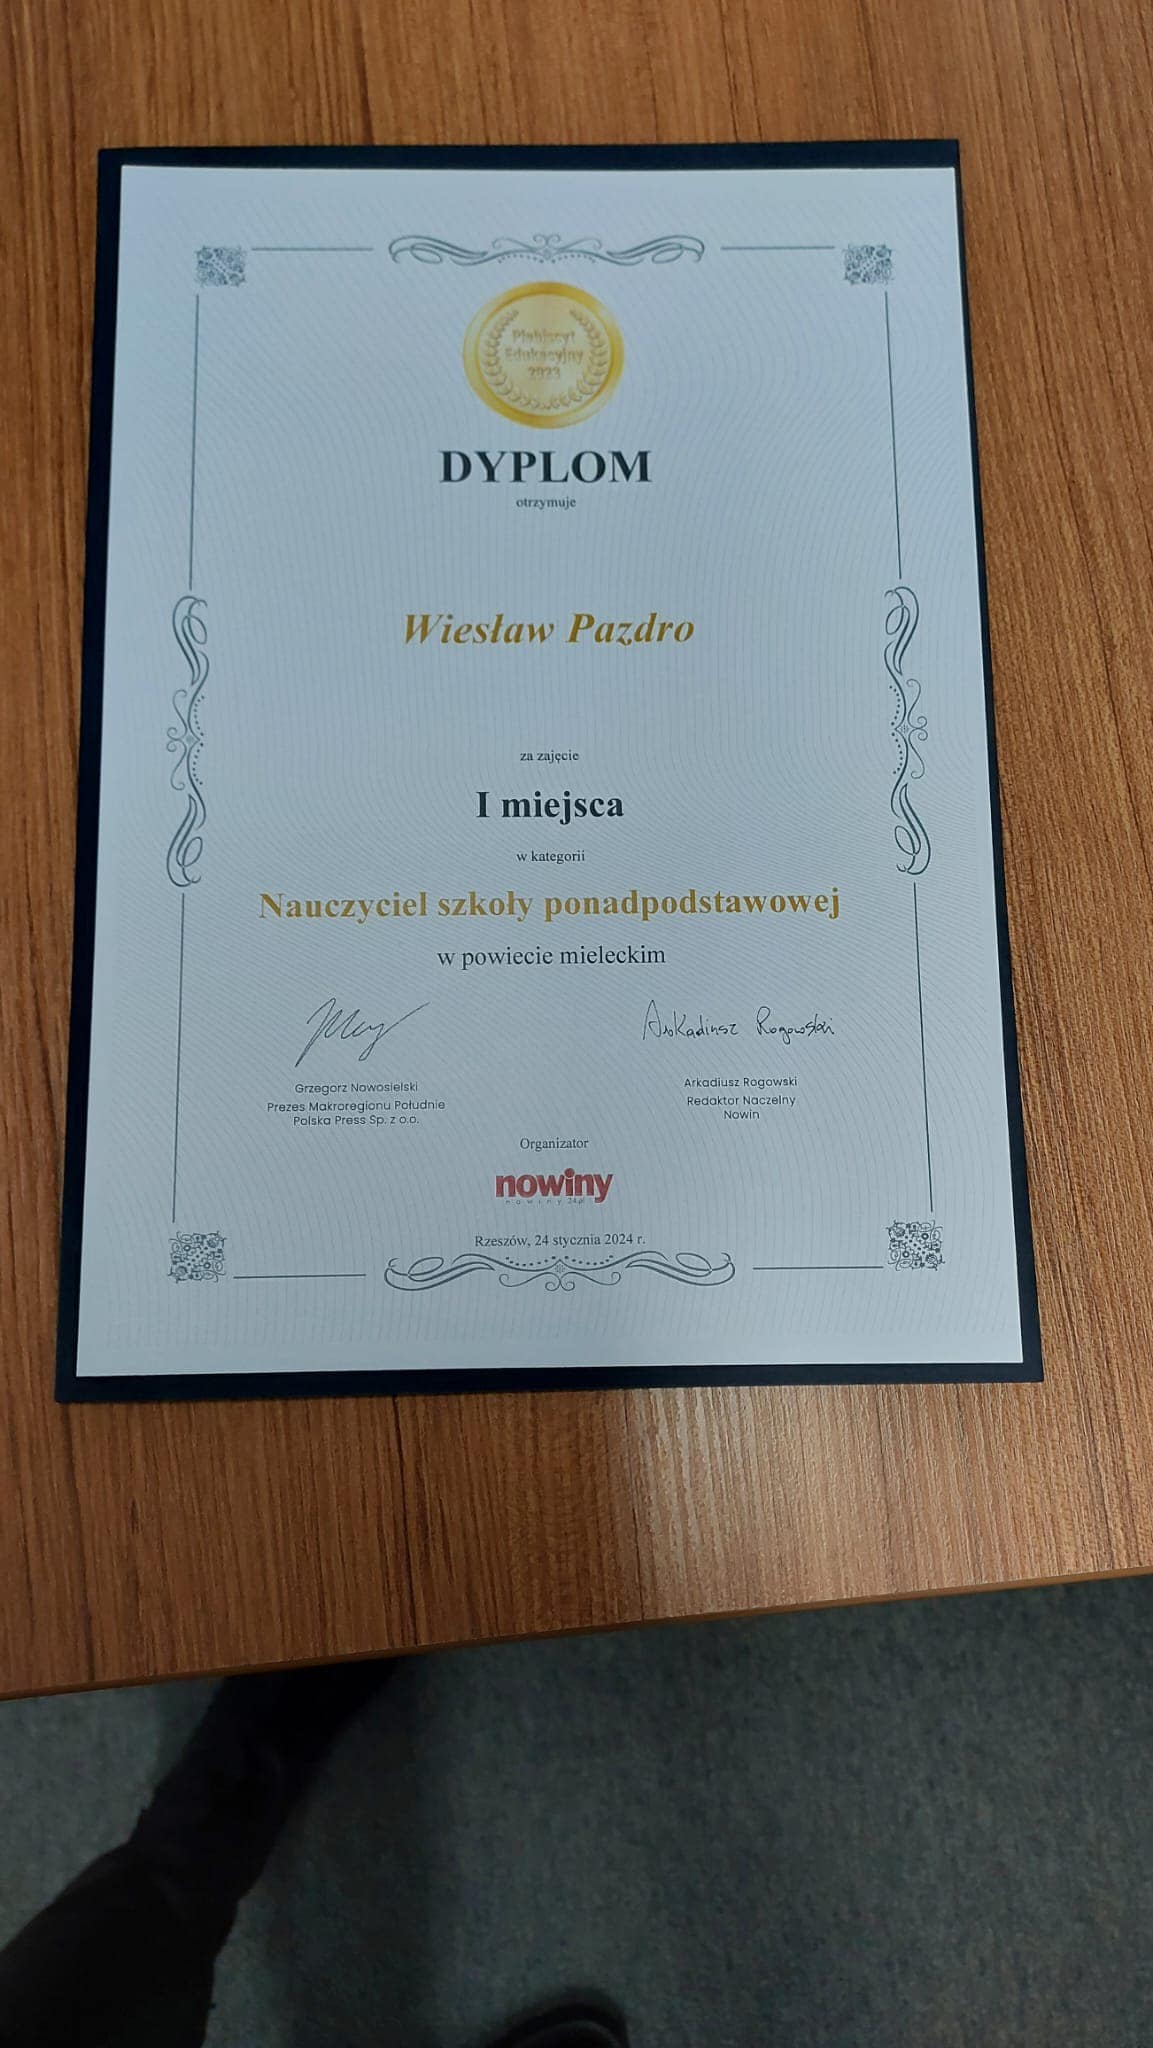 Plebiscyt
Edukacyjny
2023
DYPLOM
otrzymuje
Wiesław Pazdro
za zajęcie
I miejsca
w kategorii
Nauczyciel szkoły ponadpodstawowej
w powiecie mieleckim
Arkadiusz Rogowski
Grzegorz Nowosielski
Prezes Makroregionu Południe
Polska Press Sp. z o.o.
Arkadiusz Rogowski
Redaktor Naczelny
Nowin
Organizator
nowiny
nowiny24.pl
Rzeszów, 24 stycznia 2024 r.